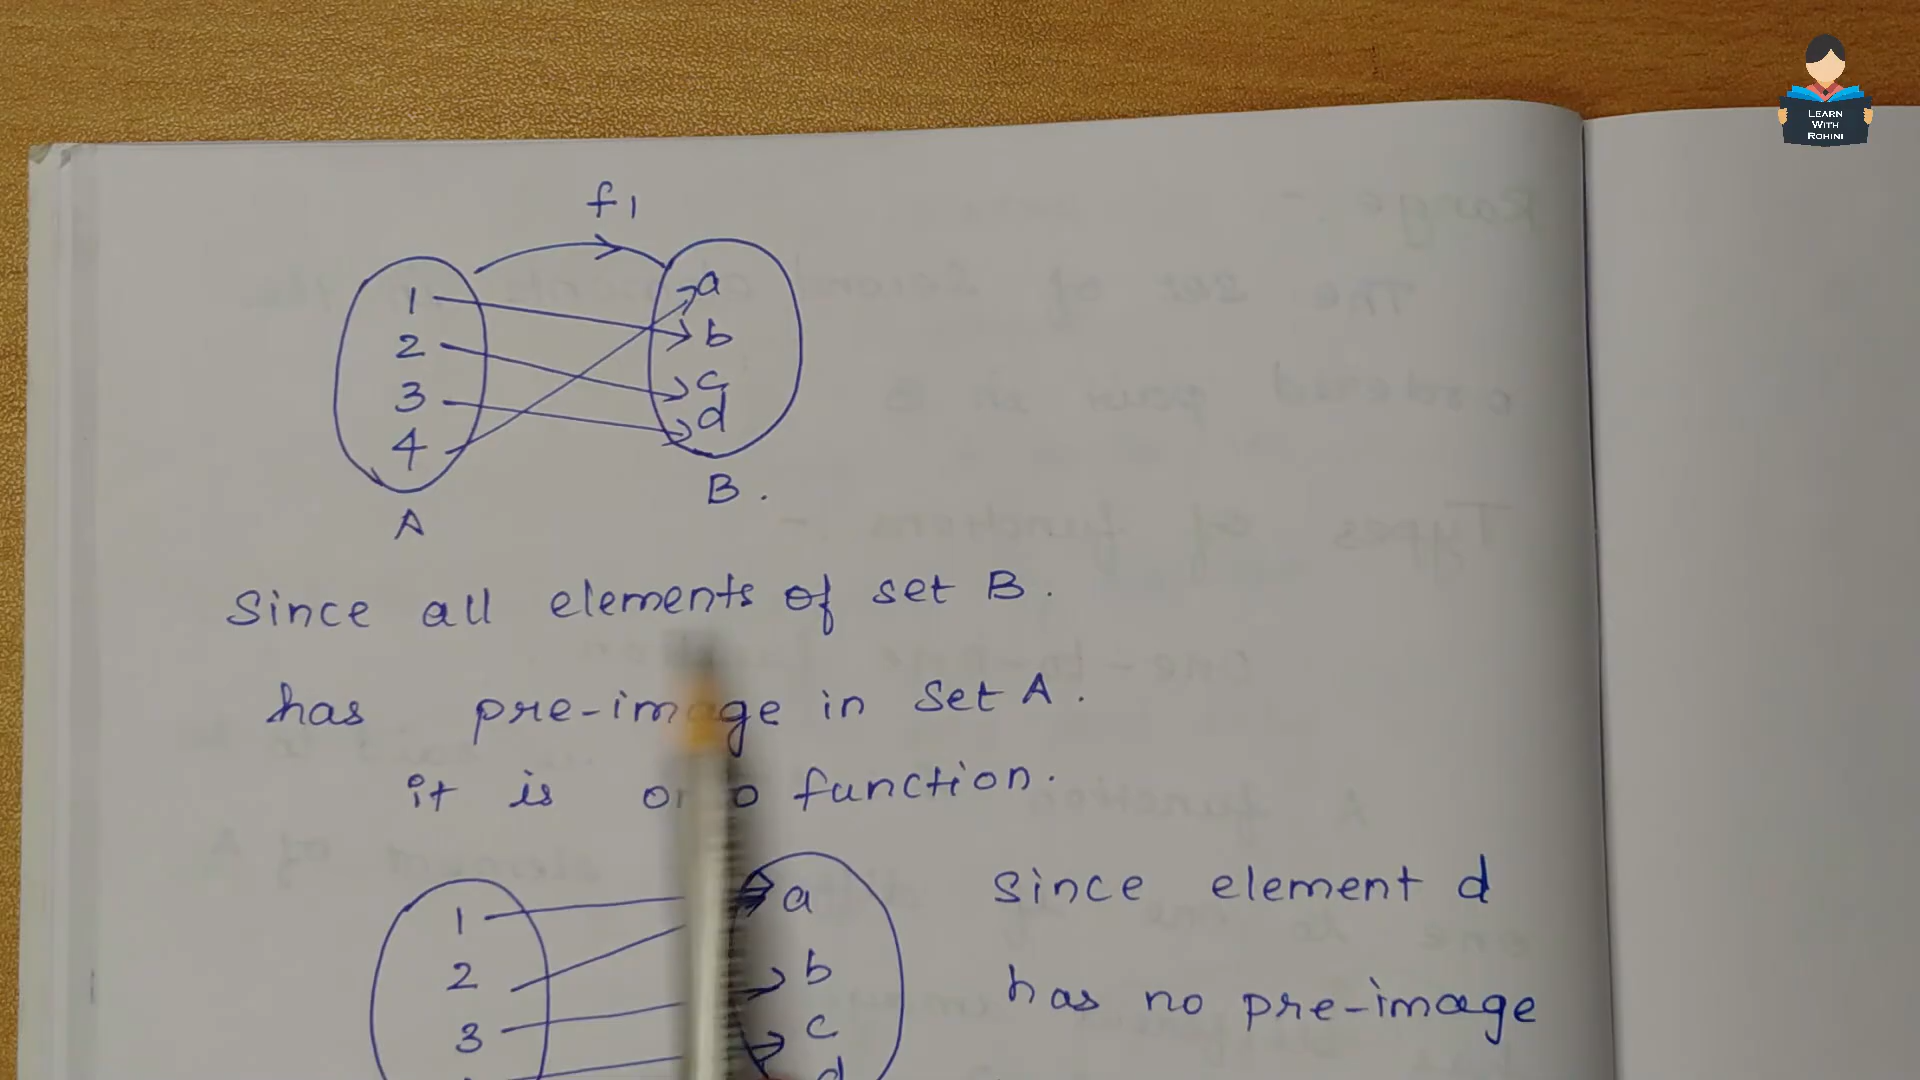 LEARN
WITH
ROHINI
f1
1
2
3
4
a
b
c
d
A
B.
Since all elements of set B.
has pre-image in set A.
it is function.
1
2
3
a
b
c
d
Since element d
has no pre-image